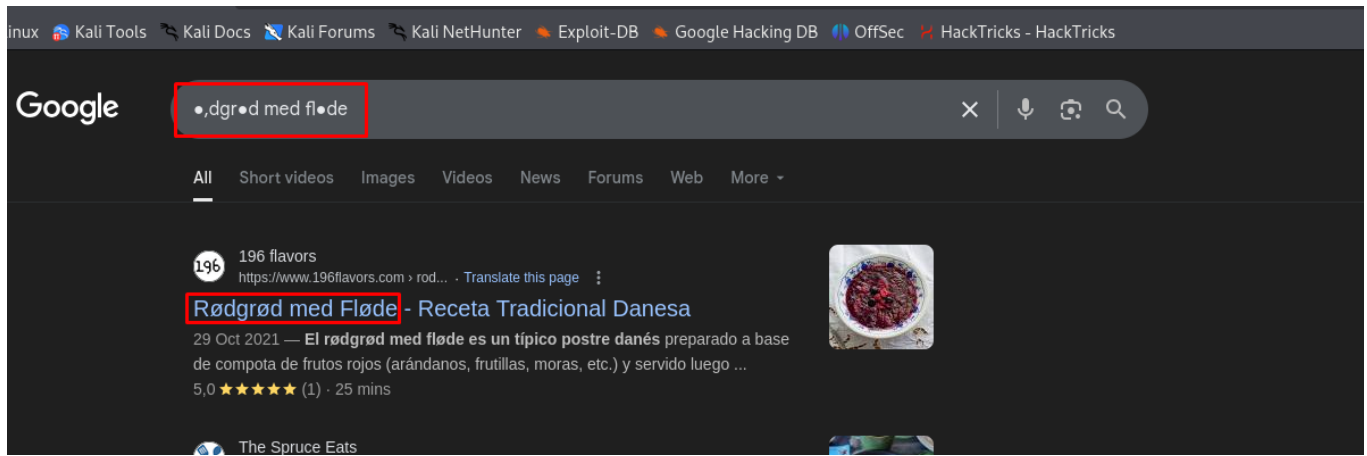 inux Kali Tools Kali Docs Kali Forums Kali NetHunter Exploit-DB Google Hacking DB OffSec HackTricks - HackTricks
Google ●,dgr●d med fl●de
All Short videos Images Videos News Forums Web More
196 196 flavors
https://www.196flavors.com › rod... · Translate this page
Rødgrød med Fløde - Receta Tradicional Danesa
29 Oct 2021 — El rødgrød med fløde es un típico postre danés preparado a base
de compota de frutos rojos (arándanos, frutillas, moras, etc.) y servido luego ...
5,0 ★★★★★ (1) · 25 mins
The Spruce Eats